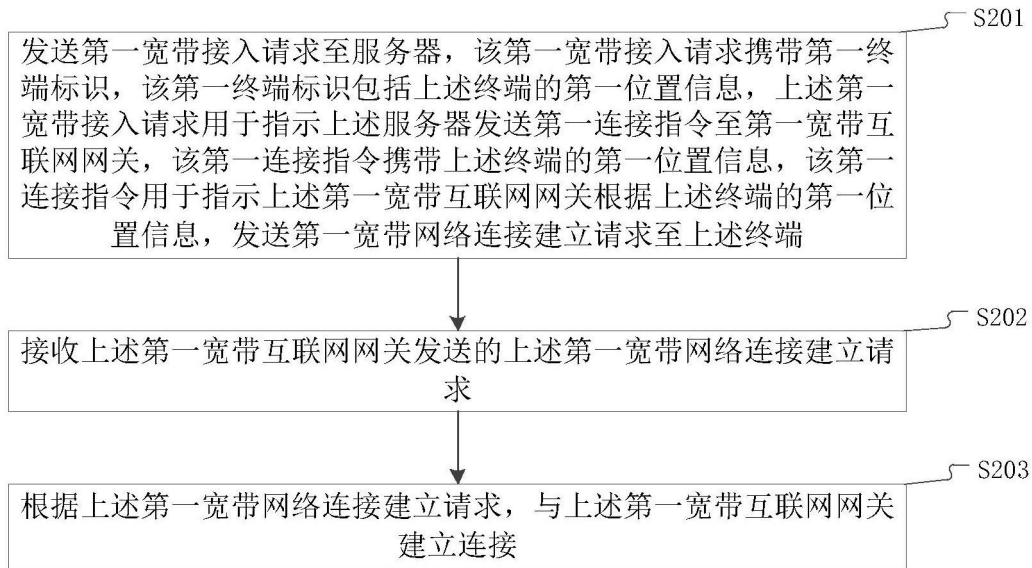 S201
发送第一宽带接入请求至服务器，该第一宽带接入请求携带第一终
端标识，该第一终端标识包括上述终端的第一位置信息，上述第一
宽带接入请求用于指示上述服务器发送第一连接指令至第一宽带互
联网网关，该第一连接指令携带上述终端的第一位置信息，该第一
连接指令用于指示上述第一宽带互联网网关根据上述终端的第一位
置信息，发送第一宽带网络连接建立请求至上述终端
S202
接收上述第一宽带互联网网关发送的上述第一宽带网络连接建立请
求
S203
根据上述第一宽带网络连接建立请求，与上述第一宽带互联网网关
建立连接